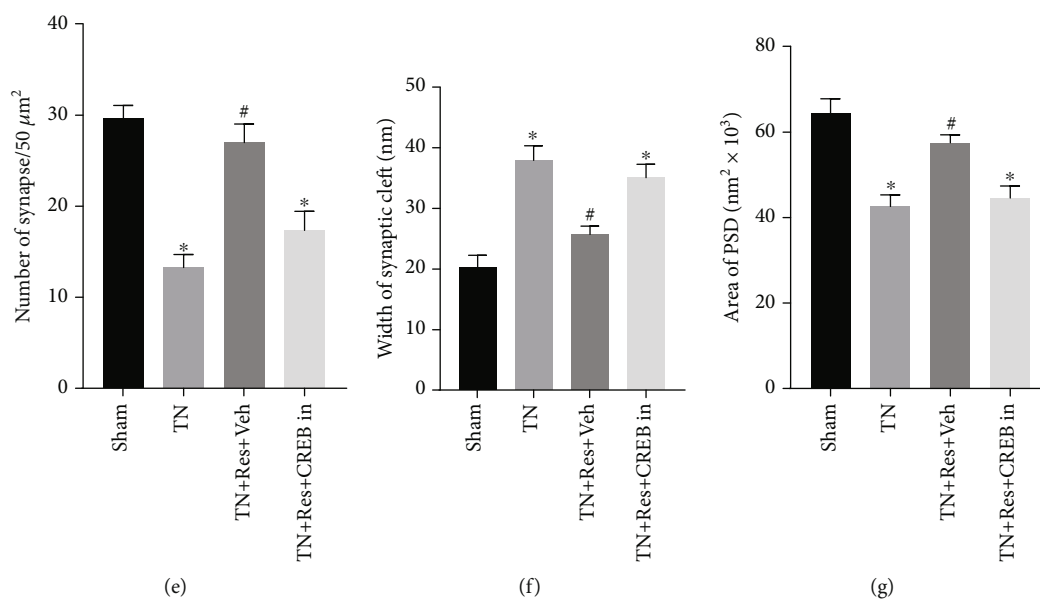 Number of synapse/50 μm²
40
30
20
10
0
#
*
*
Sham
TN
TN+Res+Veh
TN+Res+CREB in
(e)
Width of synaptic cleft (nm)
50
40
30
20
10
0
*
#
*
Sham
TN
TN+Res+Veh
TN+Res+CREB in
(f)
Area of PSD (nm² × 10³)
80
60
40
20
0
*
#
*
Sham
TN
TN+Res+Veh
TN+Res+CREB in
(g)